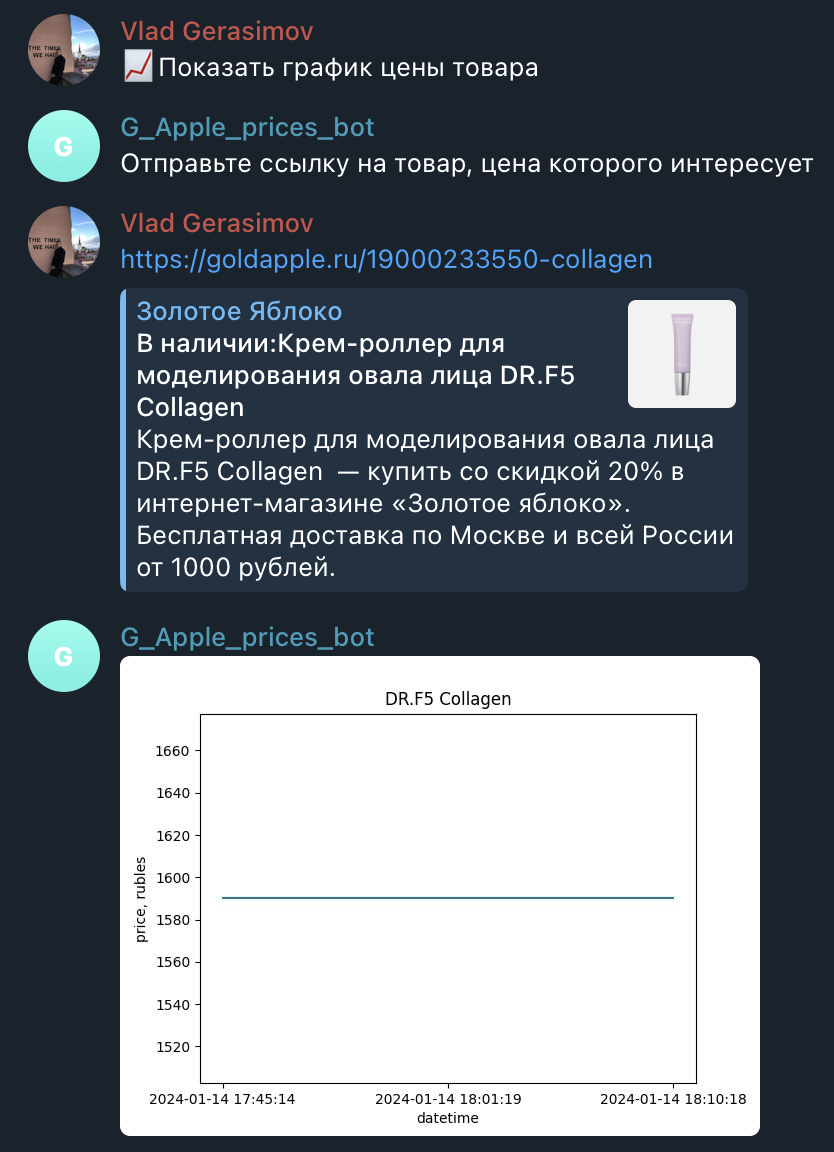 Vlad Gerasimov
📈Показать график цены товара
G
G_Apple_prices_bot
Отправьте ссылку на товар, цена которого интересует
THE TIMES
WE HAD
Vlad Gerasimov
https://goldapple.ru/19000233550-collagen
Золотое Яблоко
В наличии:Крем-роллер для
моделирования овала лица DR.F5
Collagen
Крем-роллер для моделирования овала лица
DR.F5 Collagen — купить со скидкой 20% в
интернет-магазине «Золотое яблоко».
Бесплатная доставка по Москве и всей России
от 1000 рублей.
G
G_Apple_prices_bot
DR.F5 Collagen
1660
1640
1620
1600
1580
1560
1540
1520
price, rubles
2024-01-14 17:45:14 2024-01-14 18:01:19 2024-01-14 18:10:18
datetime